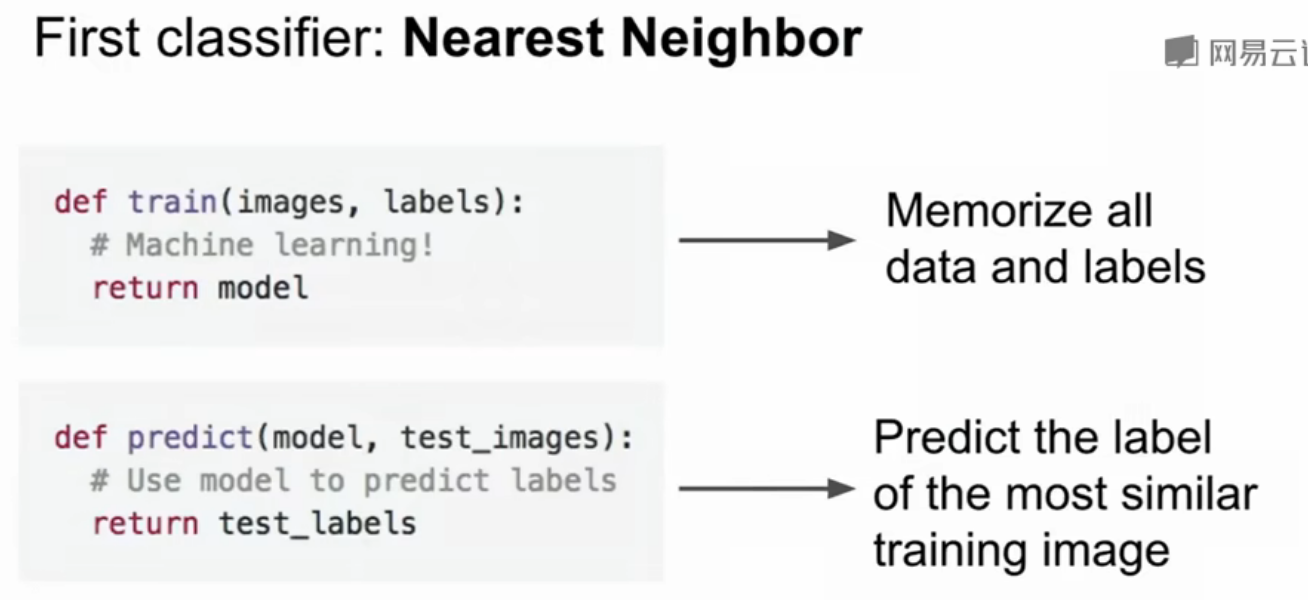 First classifier: Nearest Neighbor
网易云
def train(images, labels):
# Machine learning!
return model
Memorize all
data and labels
def predict(model, test_images):
# Use model to predict labels
return test_labels
Predict the label
of the most similar
training image